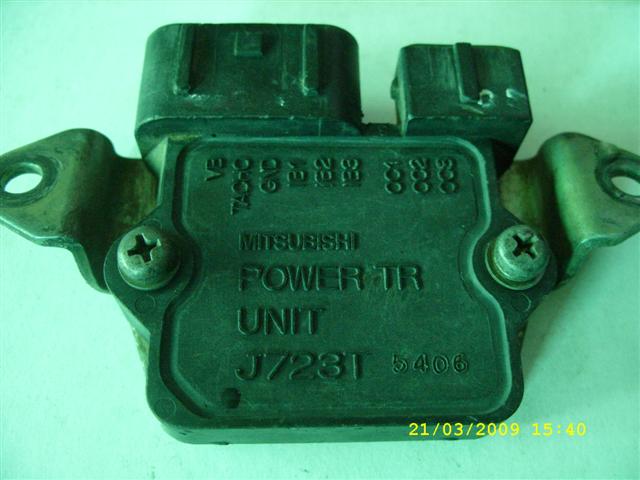 VB
TACHO
GND
IB1
IB2
IB3
OC1
OC2
OC3
MITSUBISHI
POWER TR
UNIT
J723T 5406
21/03/2009 15:40